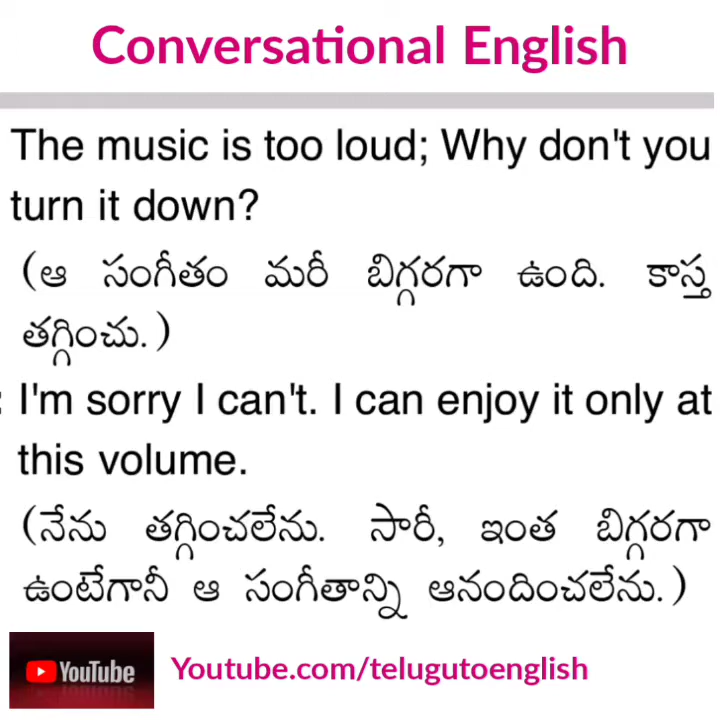 Conversational English
The music is too loud; Why don't you
turn it down?
(ఆ సంగీతం మరీ బిగ్గరగా ఉంది. కాస్త
తగ్గించు.)
: I'm sorry I can't. I can enjoy it only at
this volume.
(నేను తగ్గించలేను. సారీ, ఇంత బిగ్గరగా
ఉంటేగానీ ఆ సంగీతాన్ని ఆనందించలేను.)
YouTube Youtube.com/telugutoenglish